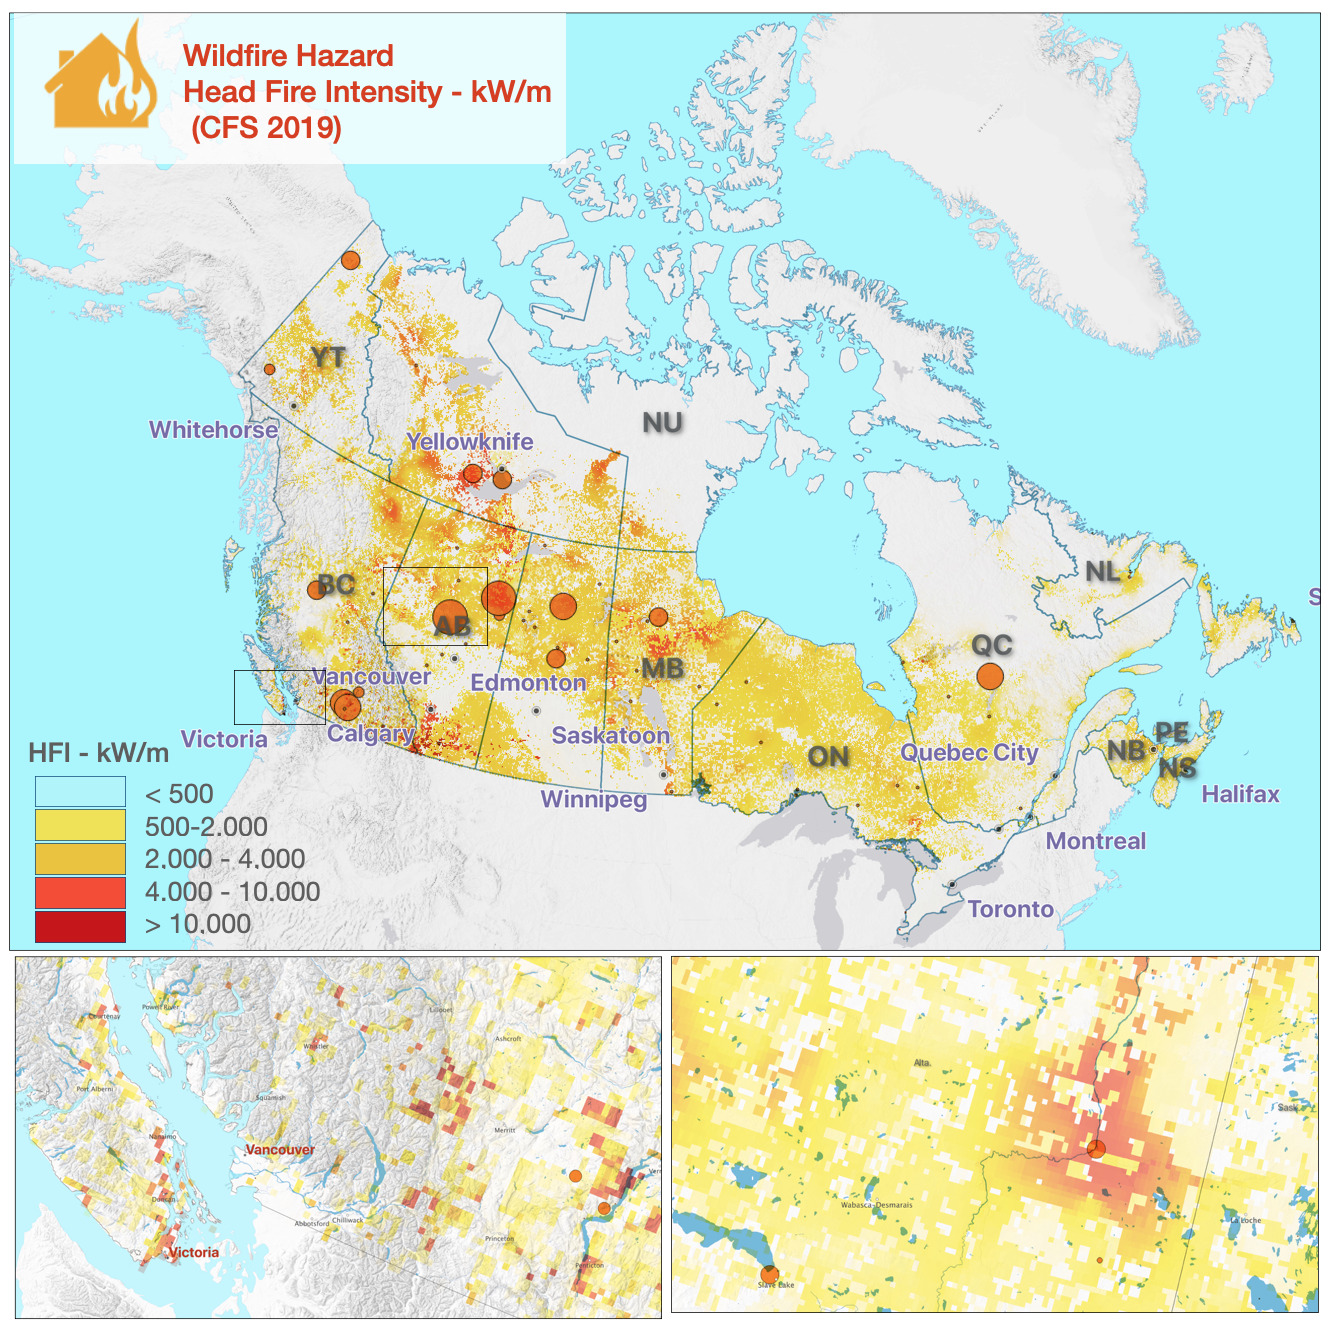 Wildfire Hazard
Head Fire Intensity - kW/m
(CFS 2019)
YT
Whitehorse
Yellowknife
NU
BC
AB
MB
NL
S
QC
Vancouver
Edmonton
Victoria
Calgary
Saskatoon
ON
Quebec City
NB
PE
NS
Winnipeg
Halifax
Montreal
Toronto
HFI - kW/m
< 500
500-2.000
2.000 - 4.000
4.000 - 10.000
> 10.000
Courtenay
Powell River
Lillooet
Whistler
Ashcroft
Port Alberni
Squamish
Nanaimo
Vancouver
Merritt
Vern
Duncan
Abbotsford
Chilliwack
Princeton
Victoria
Penticton
Alta.
Sask.
Wabasca-Desmarais
La Loche
Slave Lake